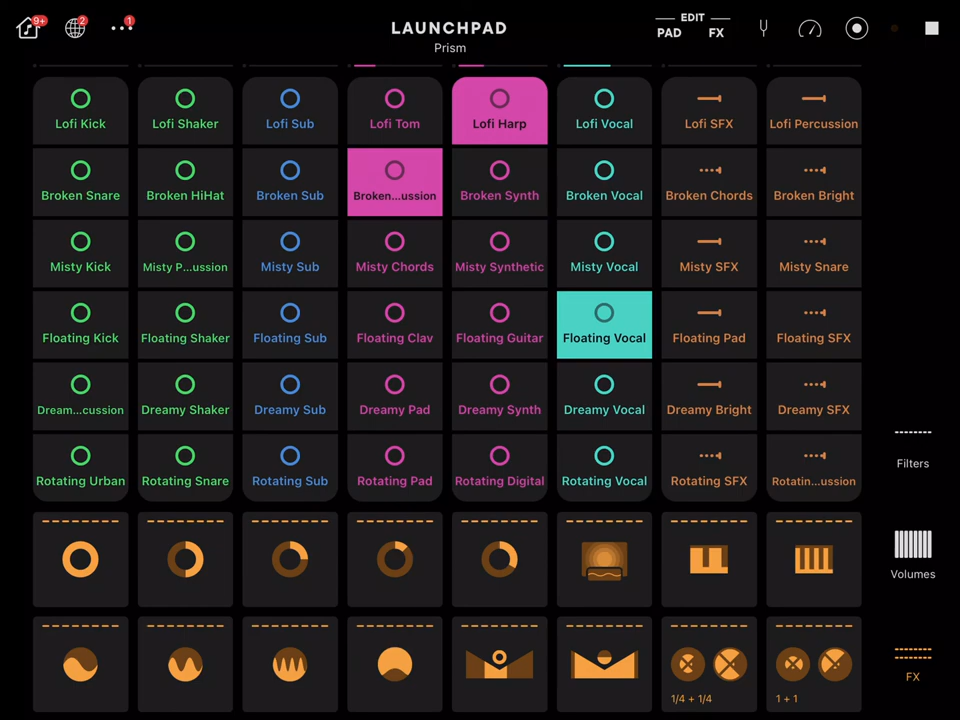 9+
2
1
LAUNCHPAD
Prism
EDIT
PAD FX
Lofi Kick Lofi Shaker Lofi Sub Lofi Tom Lofi Harp Lofi Vocal Lofi SFX Lofi Percussion
Broken Snare Broken HiHat Broken Sub Broken...ussion Broken Synth Broken Vocal Broken Chords Broken Bright
Misty Kick Misty P...ussion Misty Sub Misty Chords Misty Synthetic Misty Vocal Misty SFX Misty Snare
Floating Kick Floating Shaker Floating Sub Floating Clav Floating Guitar Floating Vocal Floating Pad Floating SFX
Dream...cussion Dreamy Shaker Dreamy Sub Dreamy Pad Dreamy Synth Dreamy Vocal Dreamy Bright Dreamy SFX
Rotating Urban Rotating Snare Rotating Sub Rotating Pad Rotating Digital Rotating Vocal Rotating SFX Rotatin...ussion
Filters
Volumes
FX
1/4 + 1/4
1 + 1